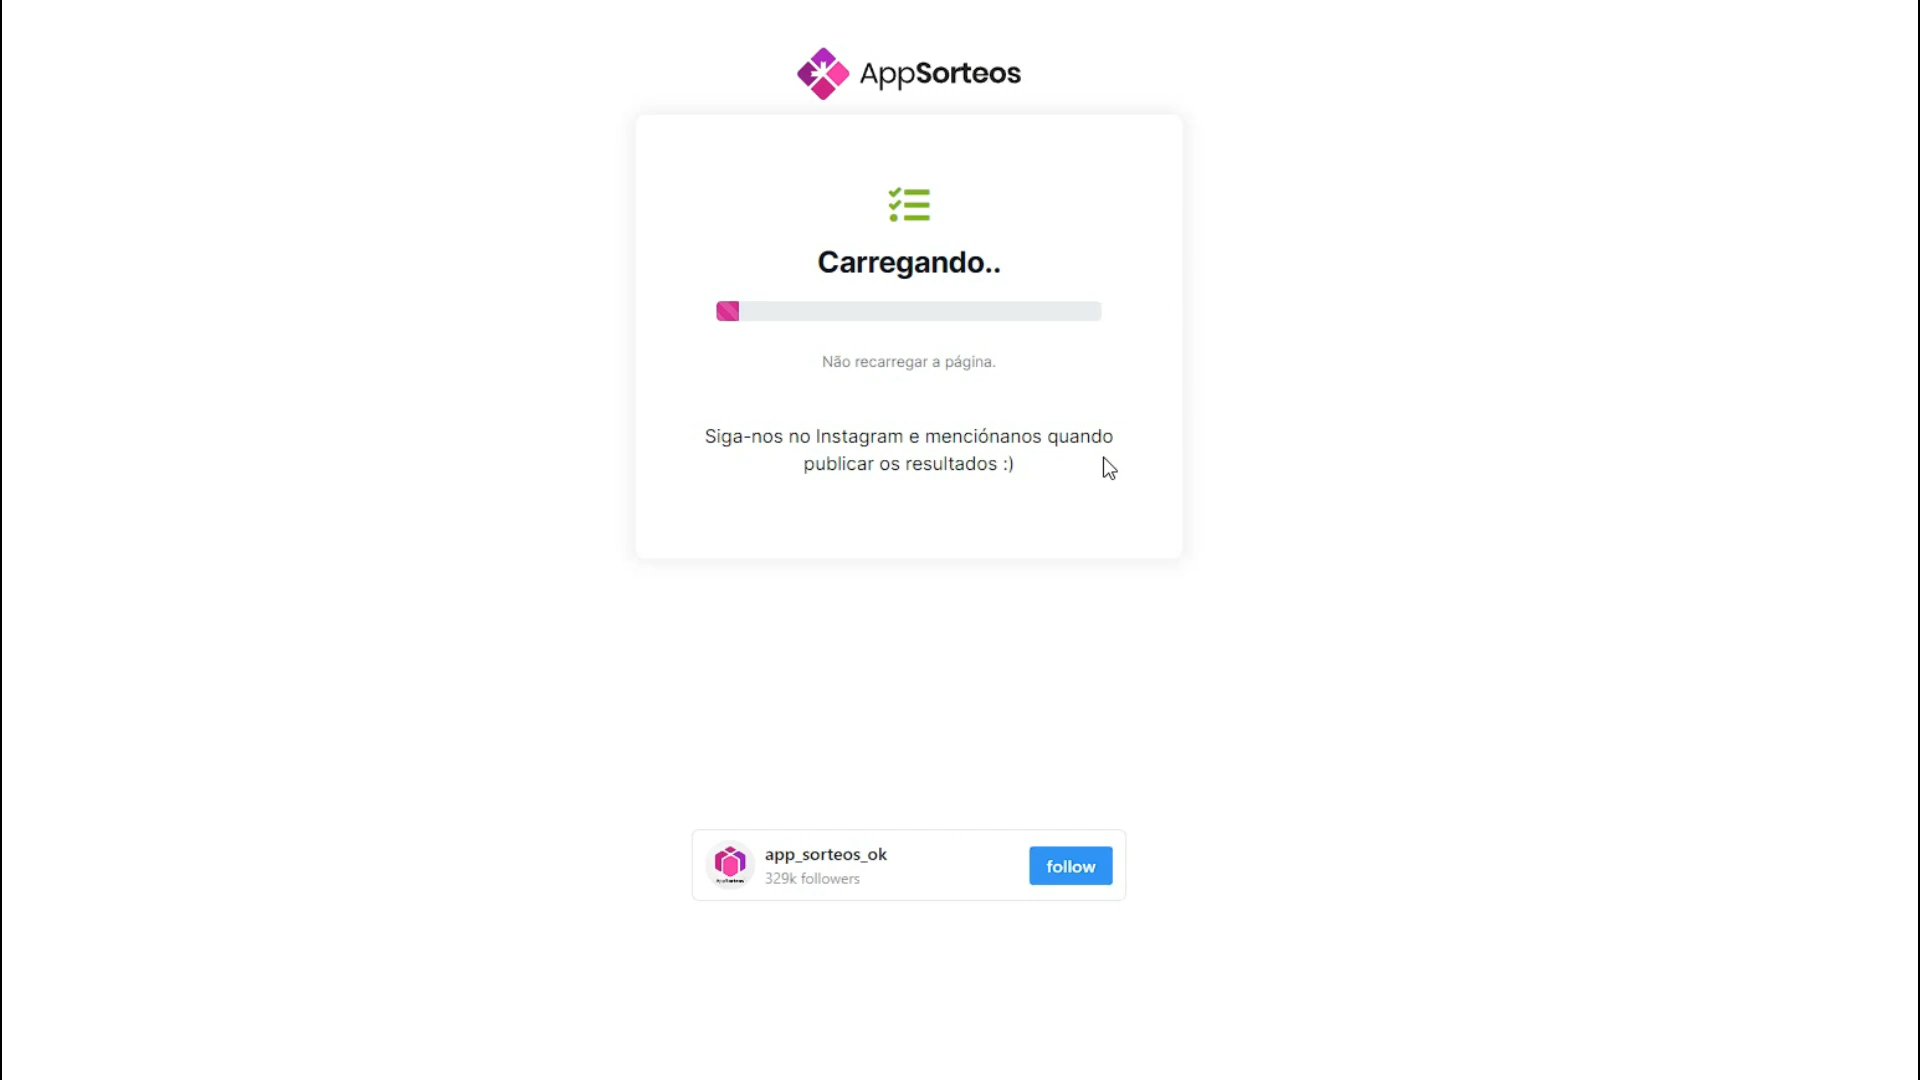 AppSorteos
Carregando..
Não recarregar a página.
Siga-nos no Instagram e menciónanos quando
publicar os resultados :)
app_sorteos_ok
329k followers
follow